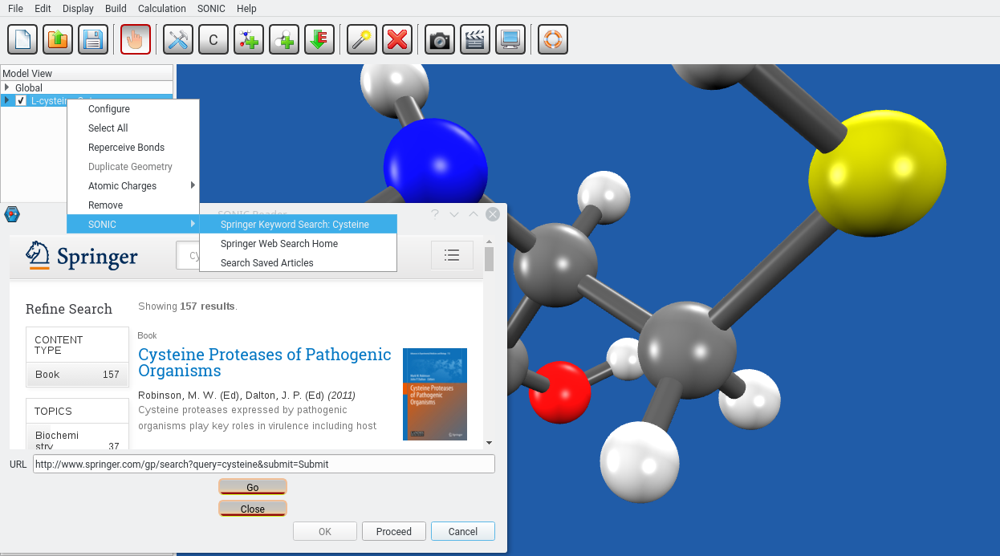 File Edit Display Build Calculation SONIC Help
C
E
Model View
Global
L-cystein
Configure
Select All
Reperceive Bonds
Duplicate Geometry
Atomic Charges
Remove
SONIC
SONIC Reader
?
Springer Keyword Search: Cysteine
Springer Web Search Home
Search Saved Articles
Springer
cy
Refine Search
Showing 157 results.
CONTENT
TYPE
Book 157
TOPICS
Biochemi
stry 37
Book
Cysteine Proteases of Pathogenic
Organisms
Robinson, M. W. (Ed), Dalton, J. P. (Ed) (2011)
Cysteine proteases expressed by pathogenic
organisms play key roles in virulence including host
Cysteine Proteases
of Pathogenic
Organisms
Springer
URL http://www.springer.com/gp/search?query=cysteine&submit=Submit
Go
Close
OK Proceed Cancel